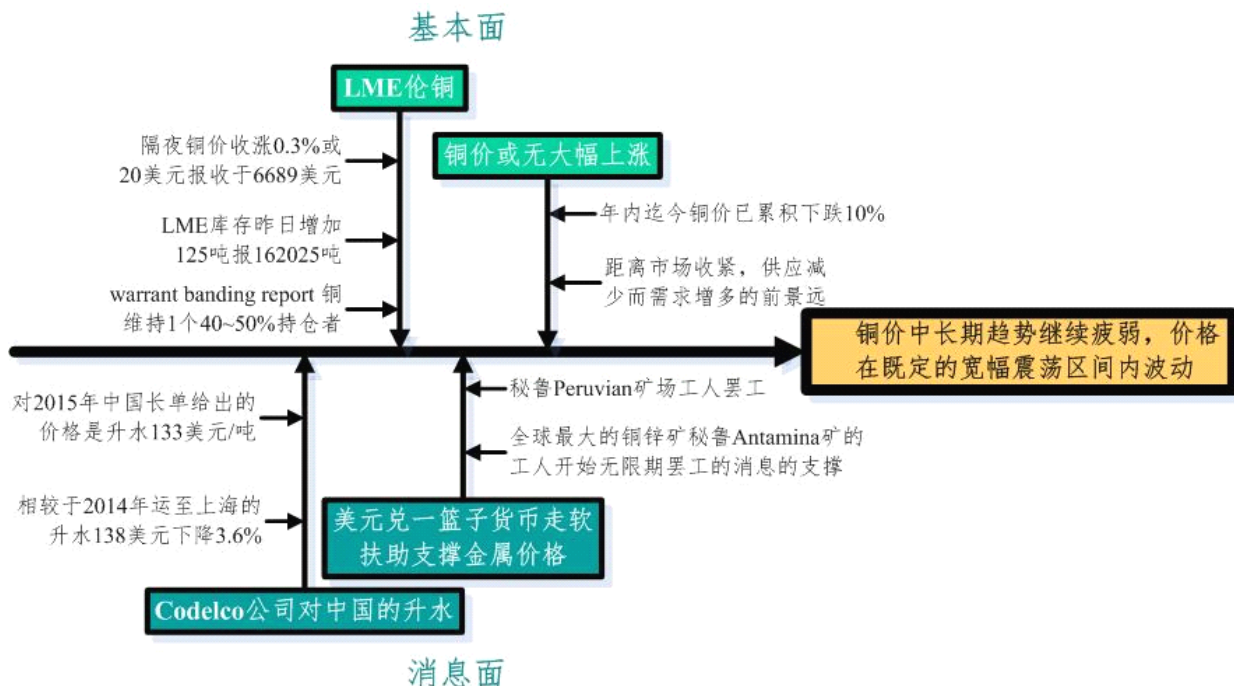 基本面
LME伦铜
隔夜铜价收涨0.3%或
20美元报收于6689美元
LME库存昨日增加
125吨报162025吨
warrant banding report 铜
维持1个40~50%持仓者
铜价或无大幅上涨
年内迄今铜价已累积下跌10%
距离市场收紧，供应减
少而需求增多的前景远
铜价中长期趋势继续疲弱，价格
在既定的宽幅震荡区间内波动
对2015年中国长单给出的
价格是升水133美元/吨
相较于2014年运至上海的
升水138美元下降3.6%
Codelco公司对中国的升水
秘鲁Peruvian矿场工人罢工
全球最大的铜锌矿秘鲁Antamina矿的
工人开始无限期罢工的消息的支撑
美元兑一篮子货币走软
扶助支撑金属价格
消息面